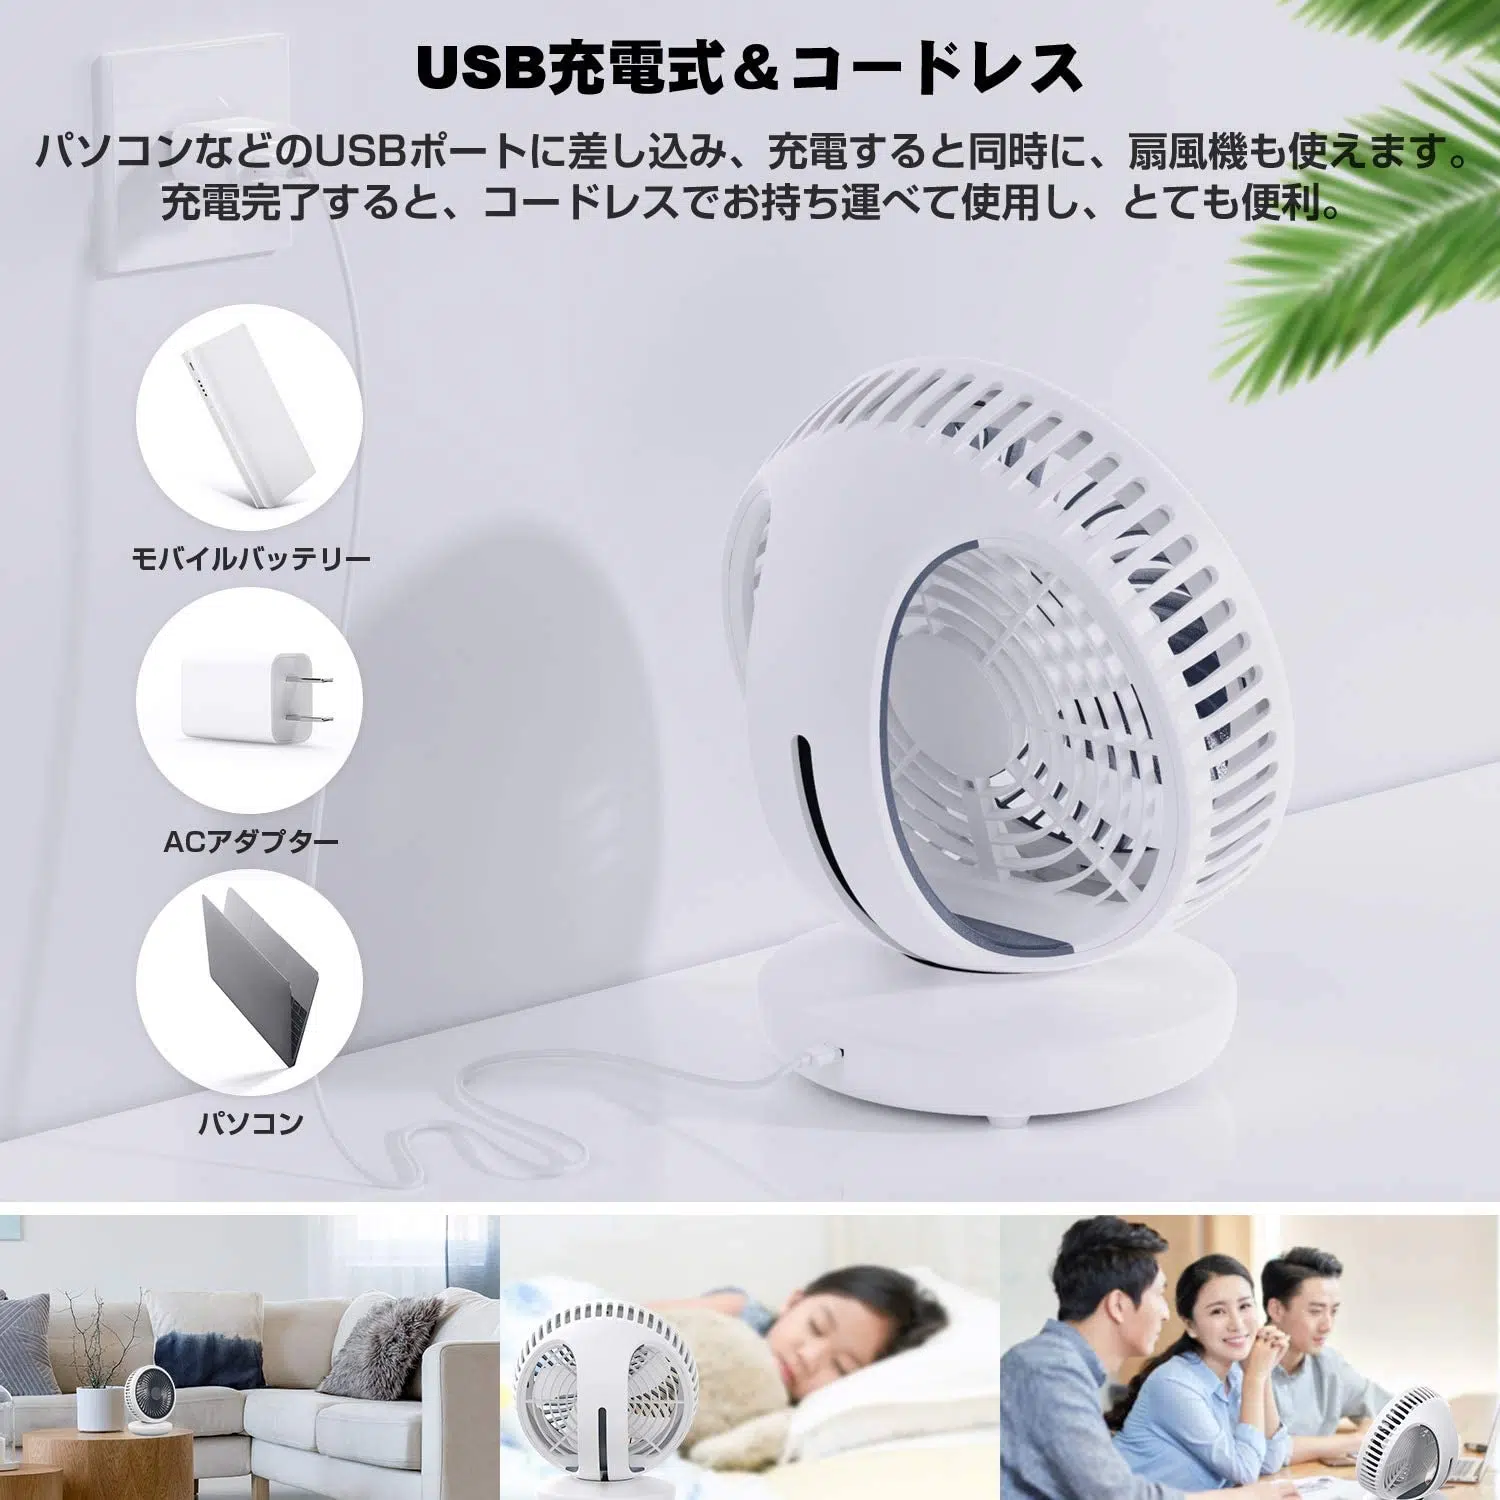 USB充電式＆コードレス
パソコンなどのUSBポートに差し込み、充電すると同時に、扇風機も使えます。
充電完了すると、コードレスでお持ち運べて使用し、とても便利。
モバイルバッテリー
ACアダプター
パソコン